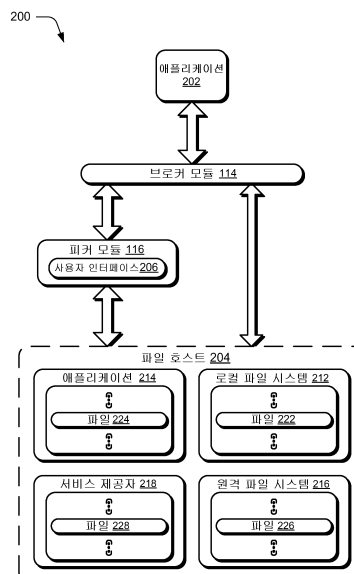 200
애플리케이션
202
브로커 모듈 114
피커 모듈 116
사용자 인터페이스206
파일 호스트 204
애플리케이션 214
로컬 파일 시스템 212
파일 224
파일 222
서비스 제공자 218
원격 파일 시스템 216
파일 228
파일 226